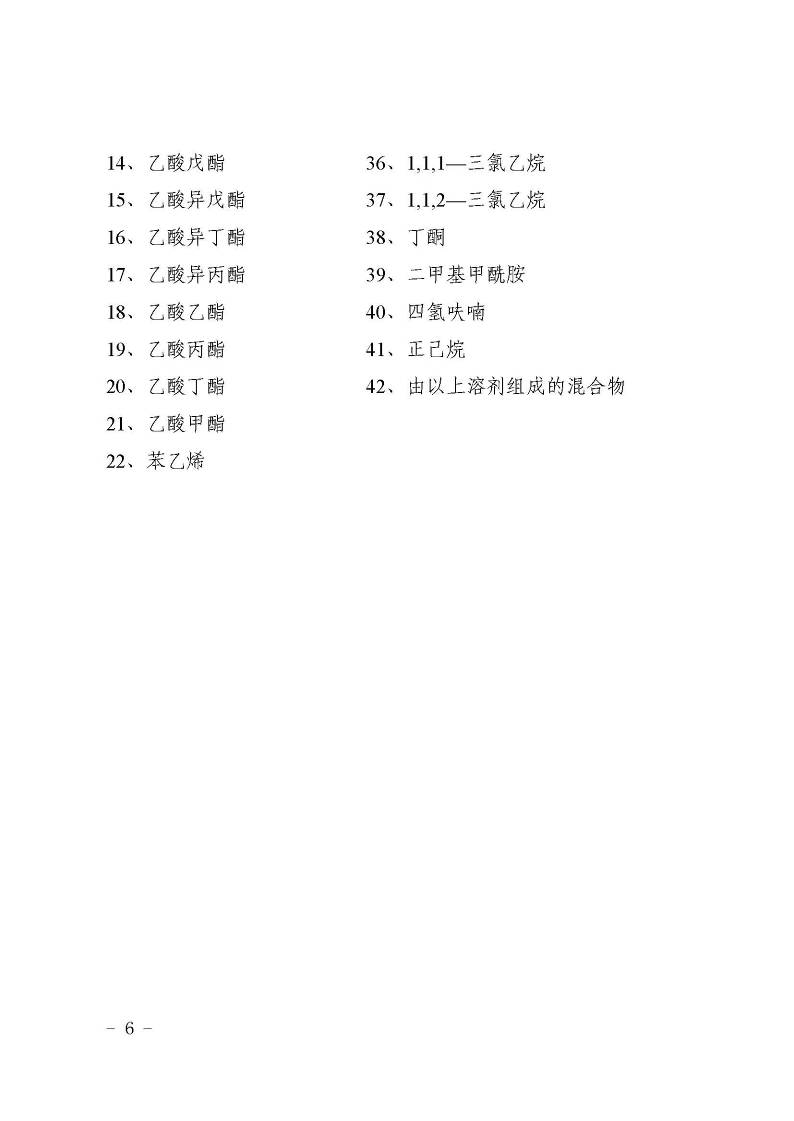 14、乙酸戊酯
15、乙酸异戊酯
16、乙酸异丁酯
17、乙酸异丙酯
18、乙酸乙酯
19、乙酸丙酯
20、乙酸丁酯
21、乙酸甲酯
22、苯乙烯
36、1,1,1—三氯乙烷
37、1,1,2—三氯乙烷
38、丁酮
39、二甲基甲酰胺
40、四氢呋喃
41、正己烷
42、由以上溶剂组成的混合物
– 6 –